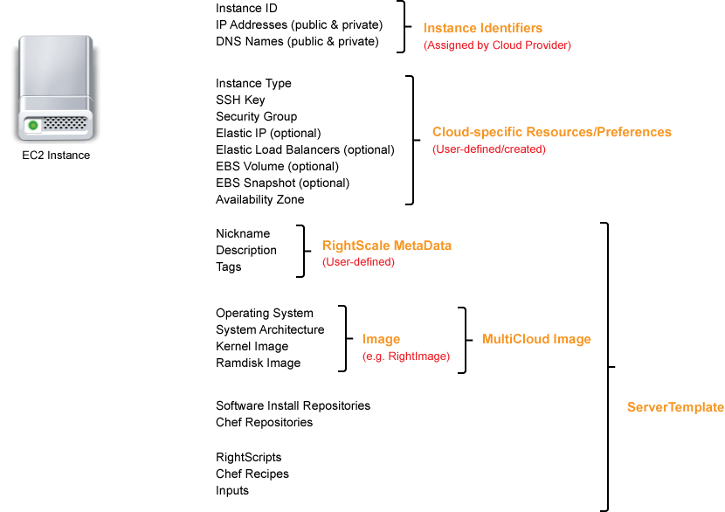 Instance ID
IP Addresses (public & private)
DNS Names (public & private)
Instance Identifiers
(Assigned by Cloud Provider)
EC2 Instance
Instance Type
SSH Key
Security Group
Elastic IP (optional)
Elastic Load Balancers (optional)
EBS Volume (optional)
EBS Snapshot (optional)
Availability Zone
Cloud-specific Resources/Preferences
(User-defined/created)
Nickname
Description
Tags
RightScale MetaData
(User-defined)
Operating System
System Architecture
Kernel Image
Ramdisk Image
Image
(e.g. RightImage)
MultiCloud Image
Software Install Repositories
Chef Repositories
RightScripts
Chef Recipes
Inputs
ServerTemplate